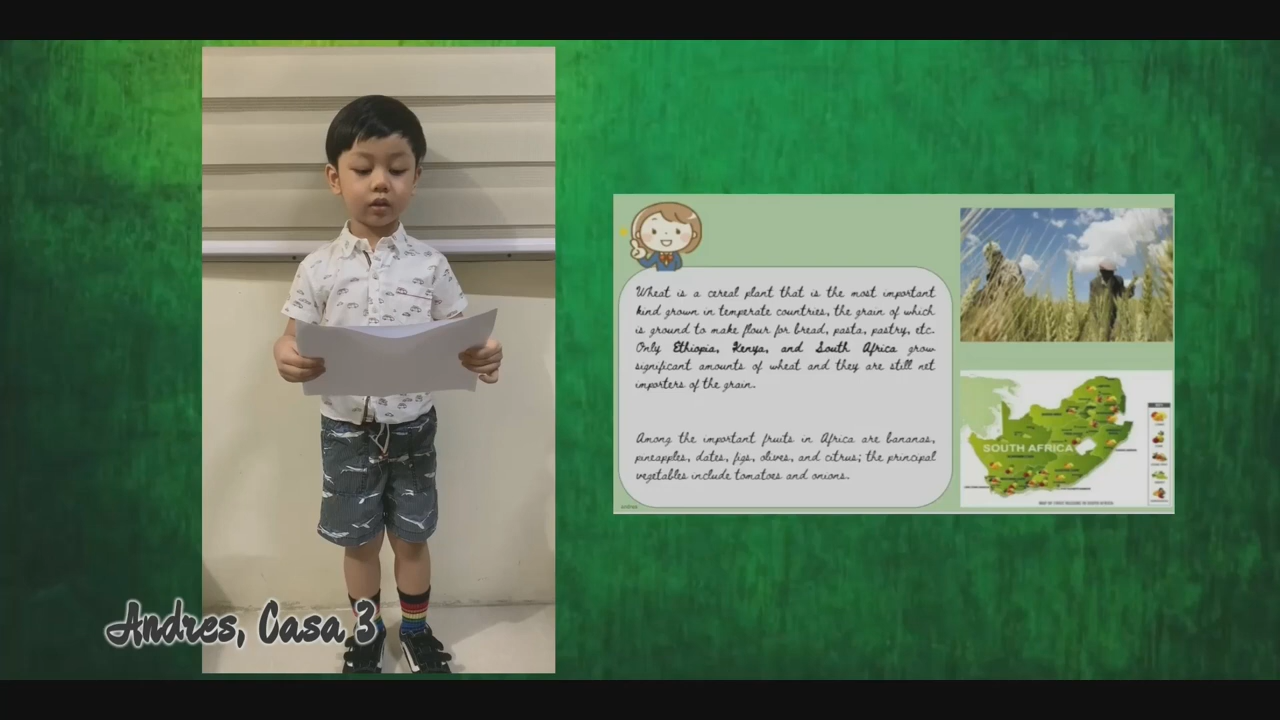 Wheat is a cereal plant that is the most important
kind grown in temperate countries, the grain of which
is ground to make flour for bread, pasta, pastry, etc.
Only Ethiopia, Kenya, and South Africa grow
significant amounts of wheat and they are still net
importers of the grain.
Among the important fruits in Africa are bananas,
pineapples, dates, figs, olives, and citrus; the principal
vegetables include tomatoes and onions.
SOUTH AFRICA
Andres, Casa 3